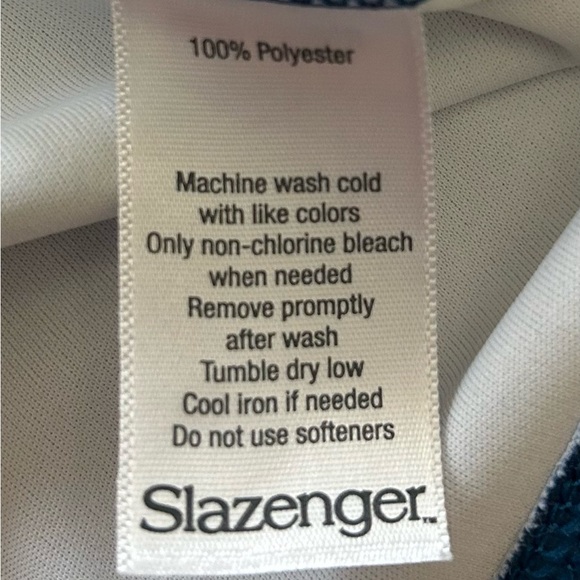 100% Polyester
Machine wash cold
with like colors
Only non-chlorine bleach
when needed
Remove promptly
after wash
Tumble dry low
Cool iron if needed
Do not use softeners
Slazenger™